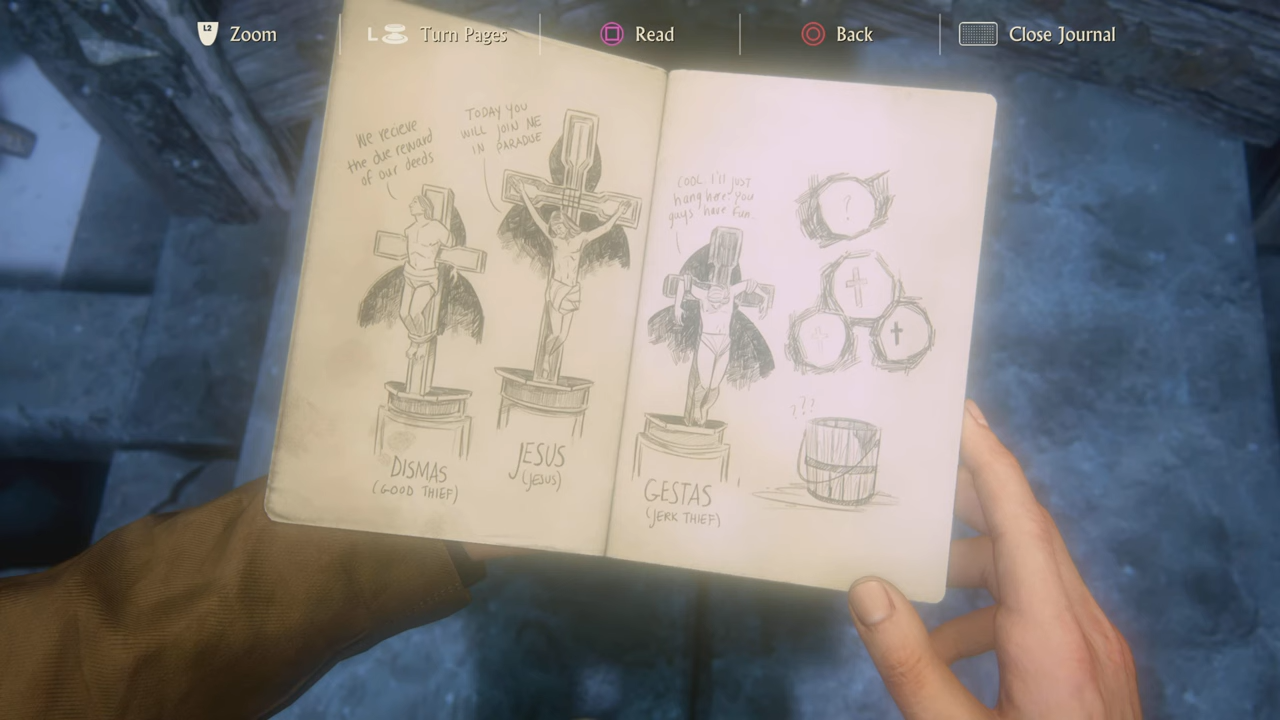 L2 Zoom
L Turn Pages
Read
Back
Close Journal
We recieve
the due reward
of our deeds
TODAY YOU
WILL JOIN ME
IN PARADISE
DISMAS
(GOOD THIEF)
JESUS
(JESUS)
COOL. I'll just
hang here. You
guys have fun.
GESTAS
(JERK THIEF)
?
???